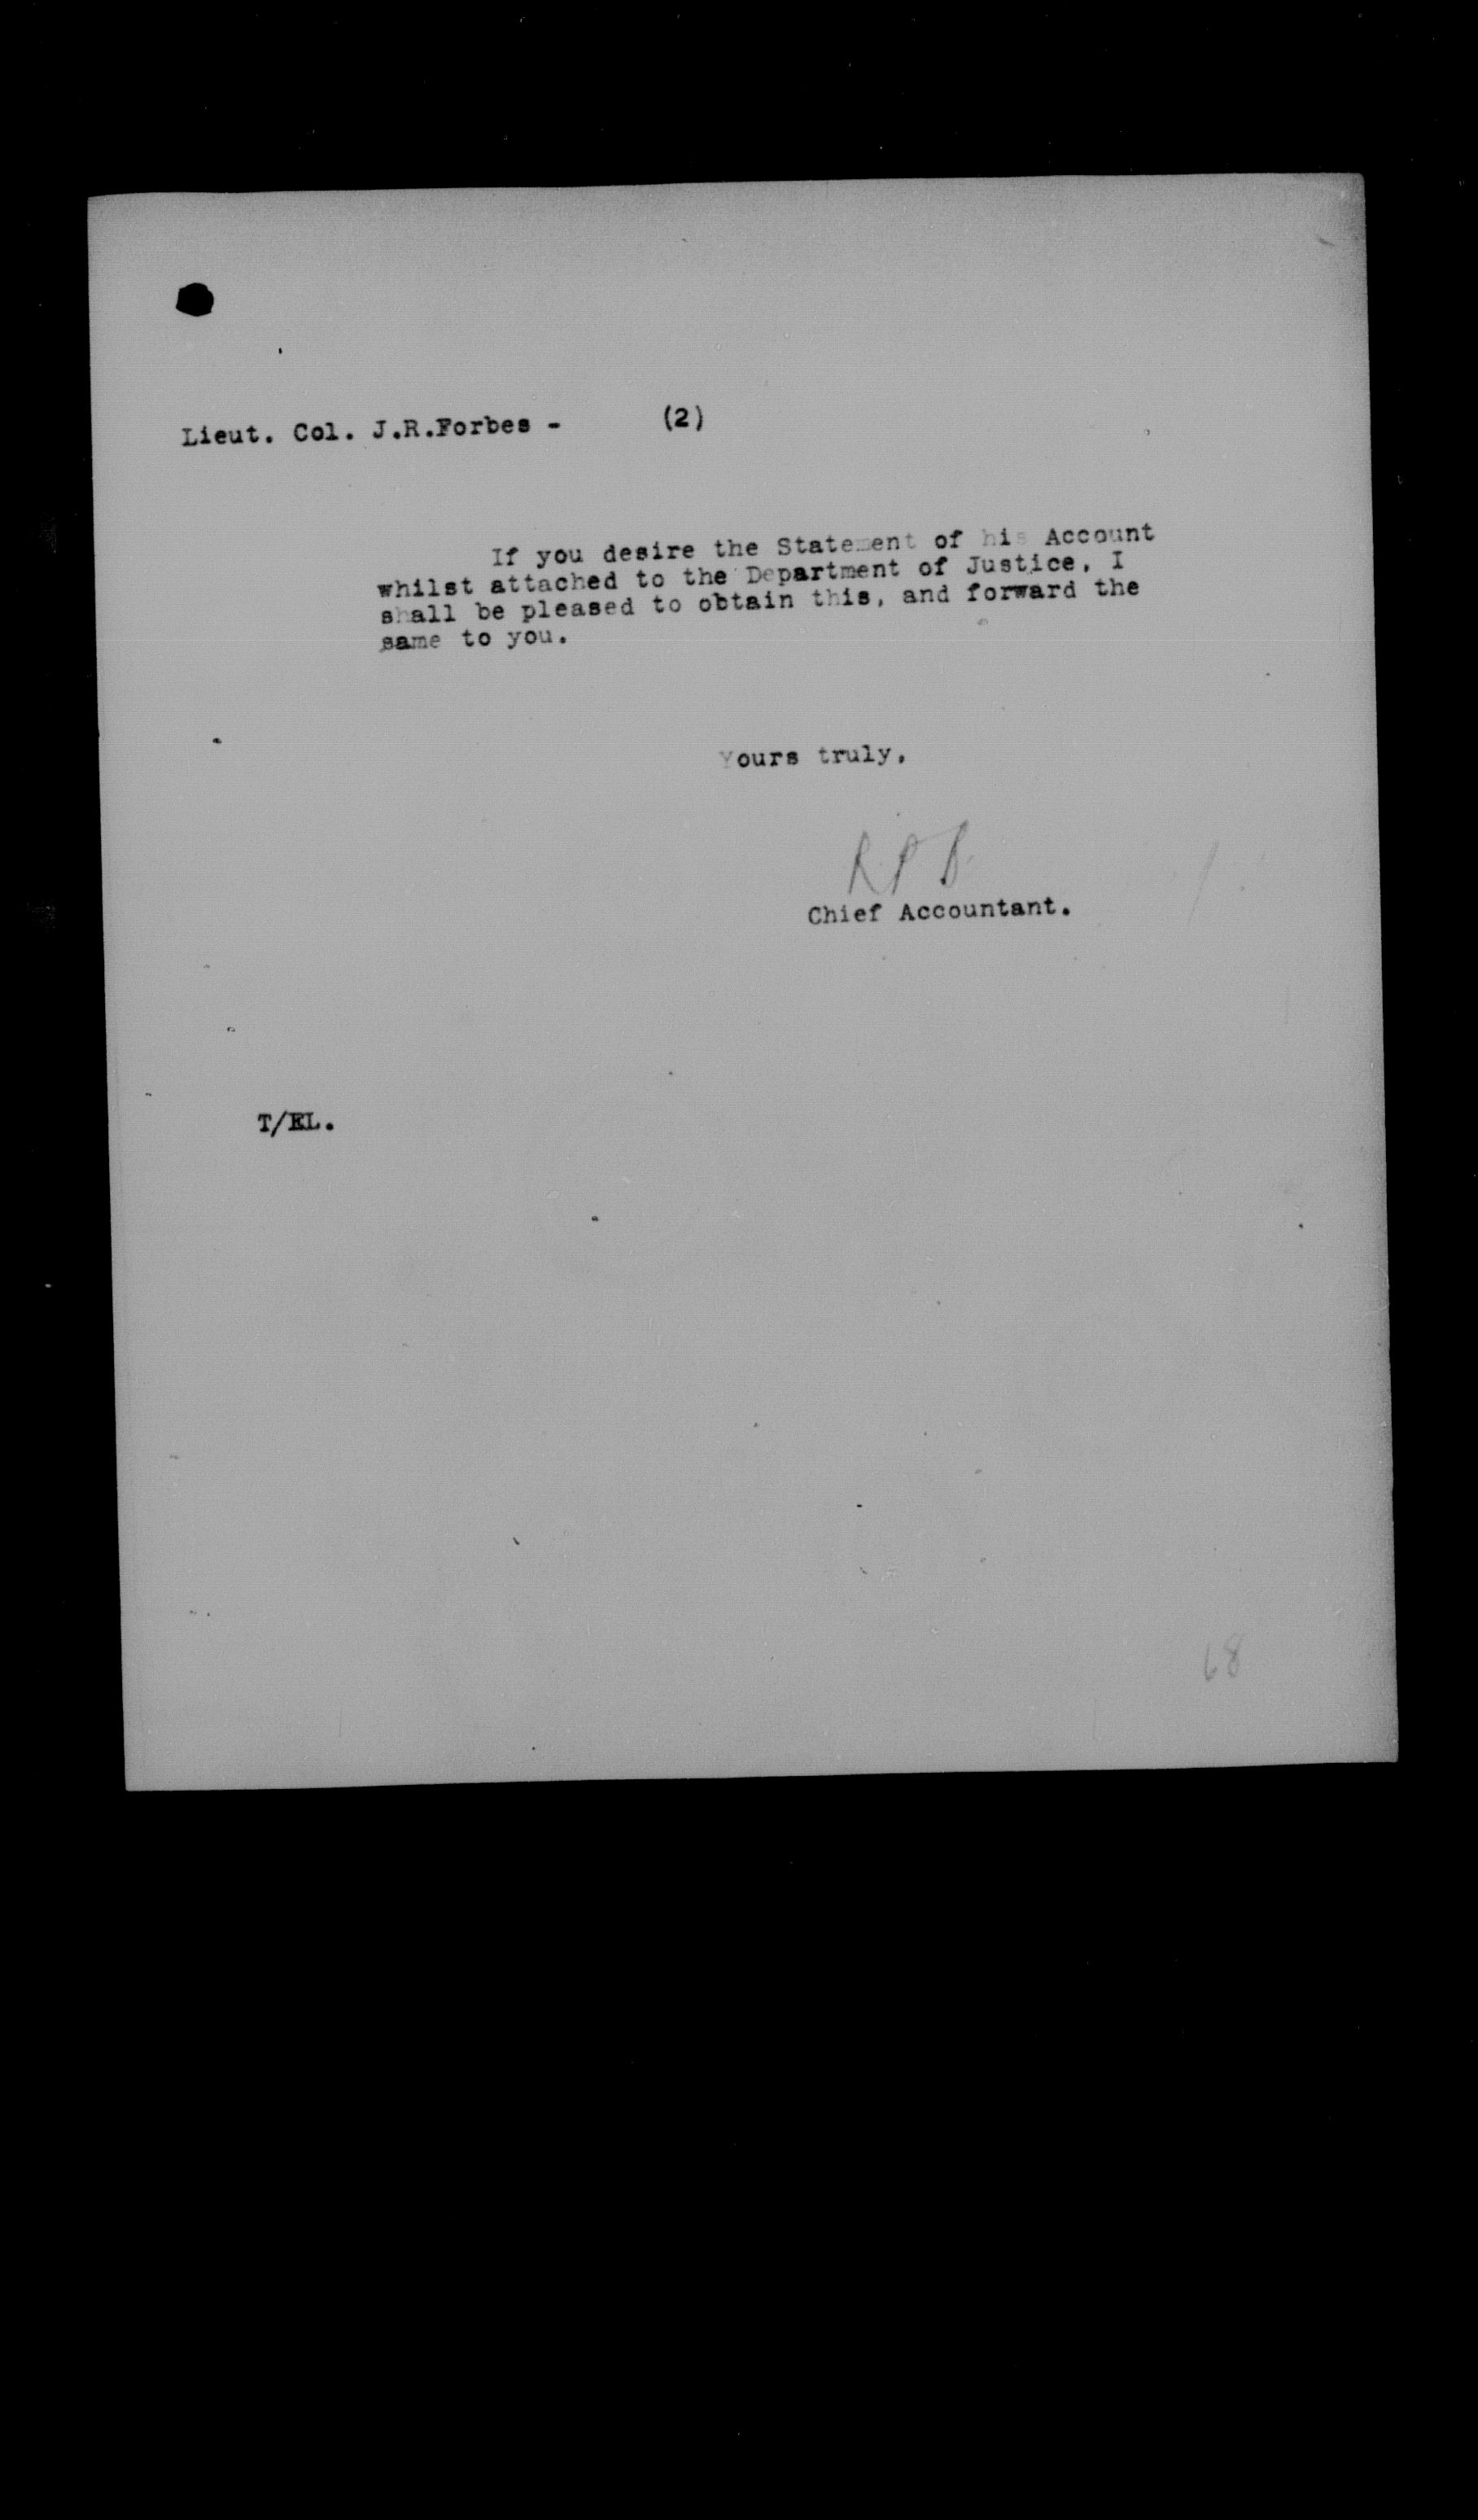 Lieut. Col. J.R.Forbes - (2)
If you desire the Statement of his Account
whilst attached to the Department of Justice, I
shall be pleased to obtain this, and forward the
same to you.
Yours truly,
Chief Accountant.
T/EL.
68